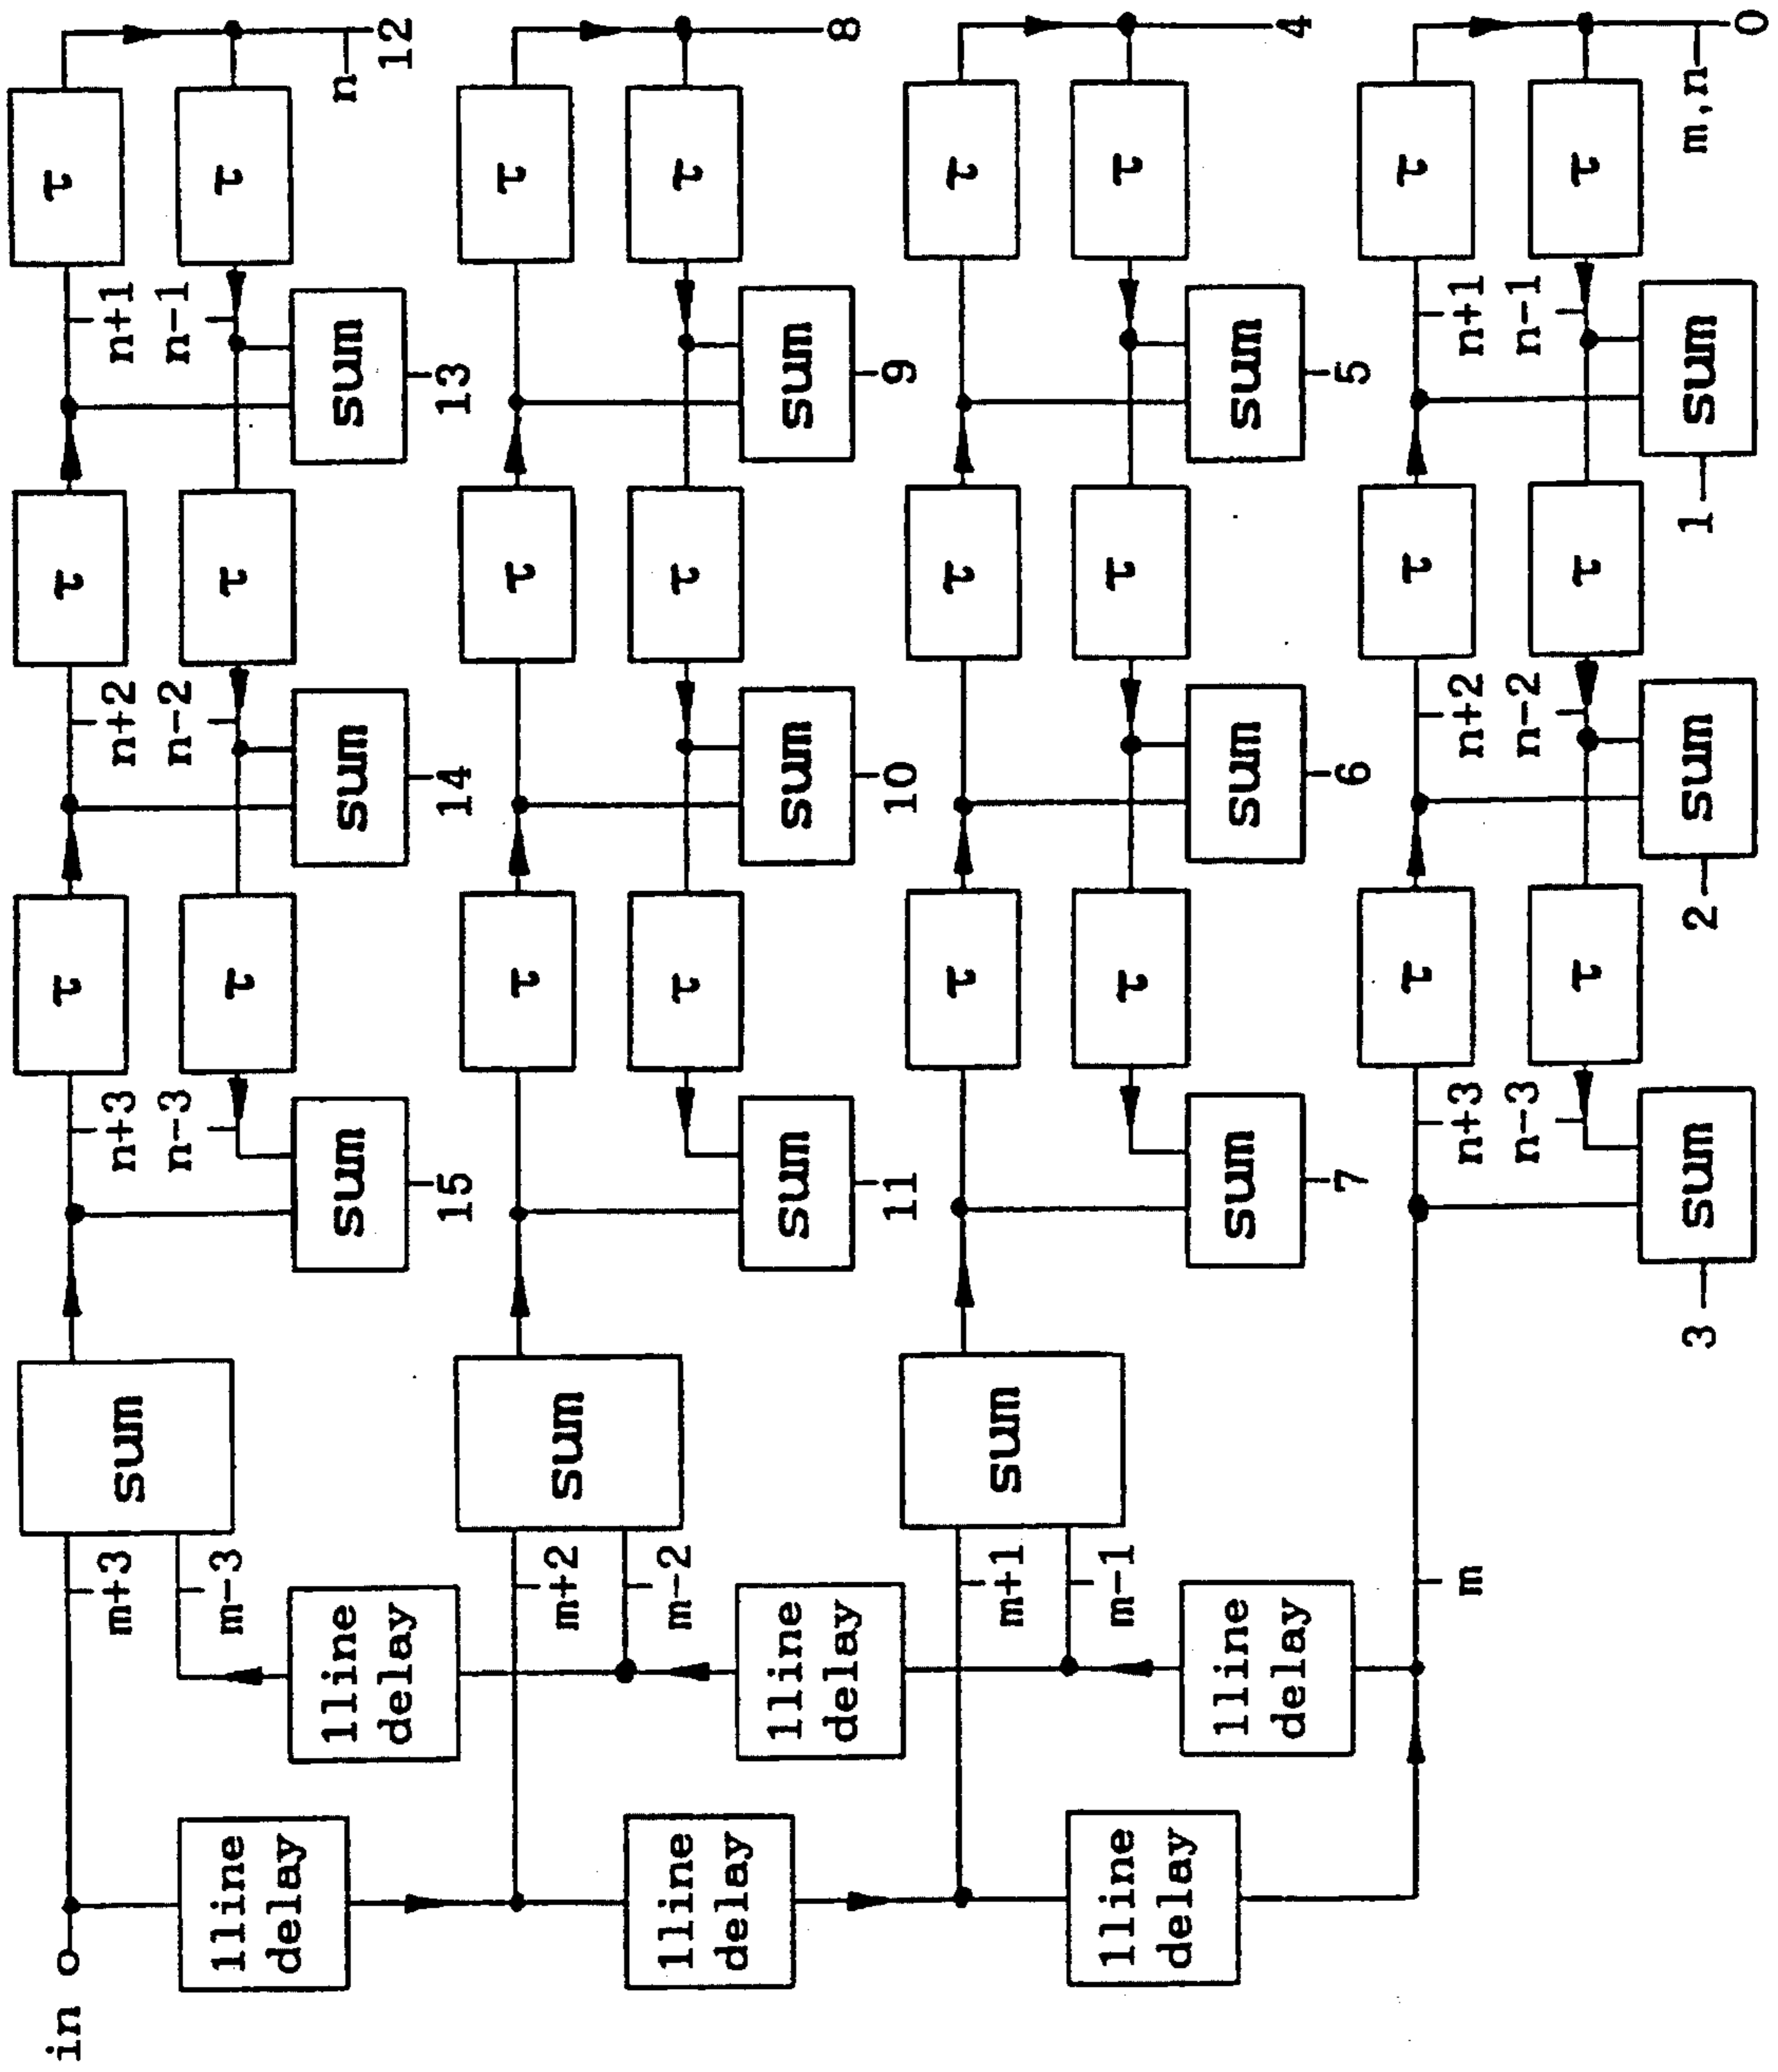 in
τ τ τ
m+3 sum n+3 n+2 n+1
m−3 n−3 n−2 n−1
1line
delay
τ τ τ
1line
delay
sum sum sum n
15 14 13 12
τ τ τ
m+2 sum
m−2
1line
delay
τ τ τ
1line
delay
sum sum sum
11 10 9 8
τ τ τ
m+1 sum
m−1
1line
delay
τ τ τ
1line
delay
sum sum sum
7 6 5 4
τ τ τ
m n+3 n+2 n+1
n−3 n−2 n−1
τ τ τ
3 sum 2 sum 1 sum m,n
0